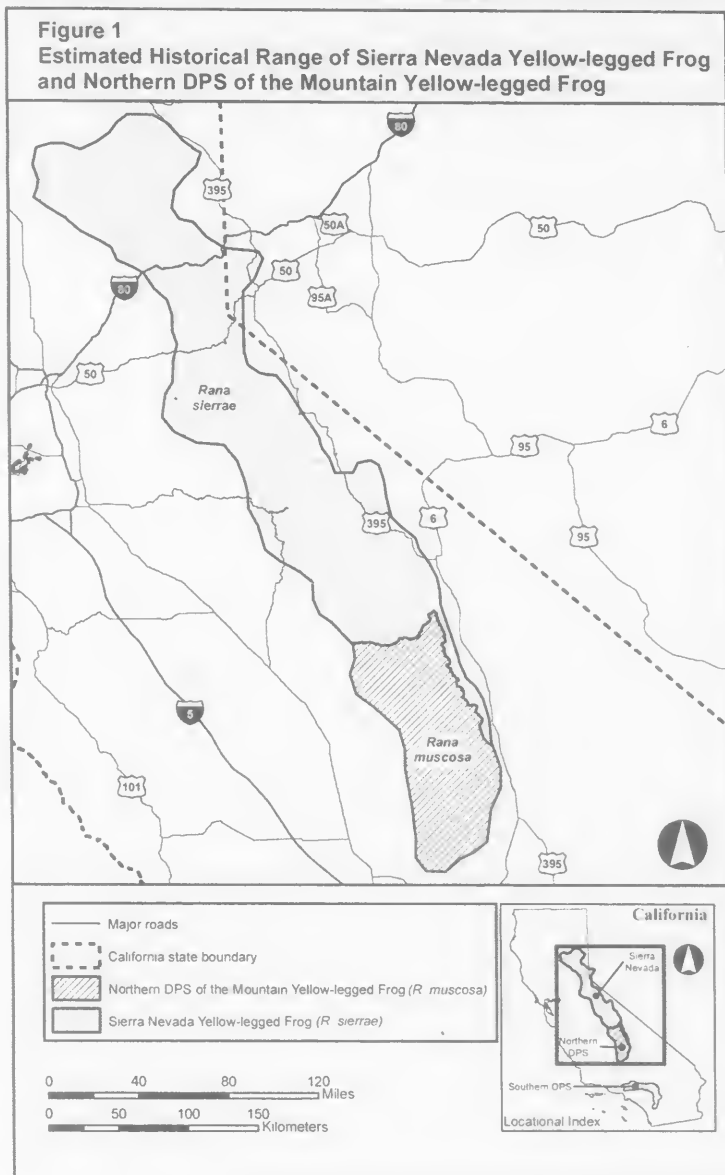 Figure 1
Estimated Historical Range of Sierra Nevada Yellow-legged Frog
and Northern DPS of the Mountain Yellow-legged Frog
80
395
50A
50
50
80
95A
50
Rana
sierrae
6
95
395
6
95
5
Rana
muscosa
101
395
Major roads
California state boundary
Northern DPS of the Mountain Yellow-legged Frog (R muscosa)
Sierra Nevada Yellow-legged Frog (R sierrae)
0 40 80 120
Miles
0 50 100 150
Kilometers
California
Sierra
Nevada
Northern
DPS
Southern DPS
Locational Index